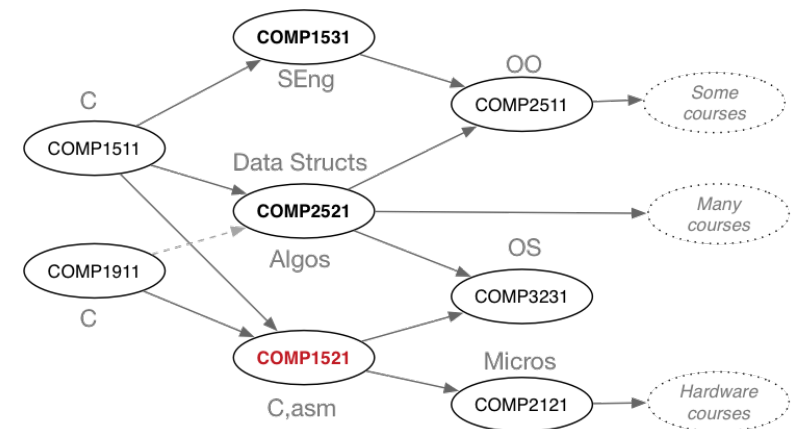 COMP1531
SEng
OO
COMP2511
Some
courses
C
COMP1511
Data Structs
COMP2521
Algos
Many
courses
COMP1911
C
OS
COMP3231
COMP1521
C,asm
Micros
COMP2121
Hardware
courses